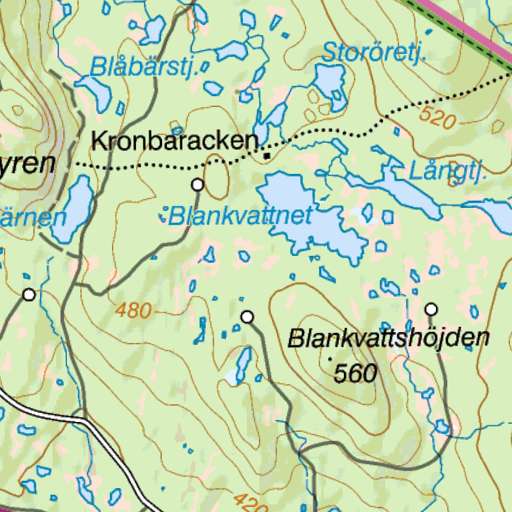 Storöretj.
Blåbärstj.
520
Kronbaracken
yren
Långtj.
ärnen
Blankvattnet
480
Blankvattshöjden
560
420